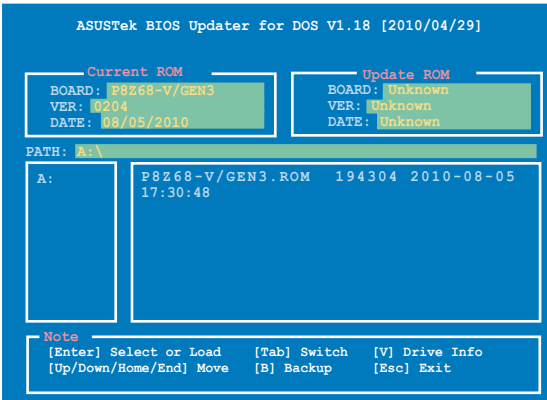 ASUSTek BIOS Updater for DOS V1.18 [2010/04/29]
Current ROM
BOARD: P8Z68-V/GEN3
VER: 0204
DATE: 08/05/2010
Update ROM
BOARD: Unknown
VER: Unknown
DATE: Unknown
PATH: A:\
A:
P8Z68-V/GEN3.ROM 194304 2010-08-05
17:30:48
Note
[Enter] Select or Load [Tab] Switch [V] Drive Info
[Up/Down/Home/End] Move [B] Backup [Esc] Exit